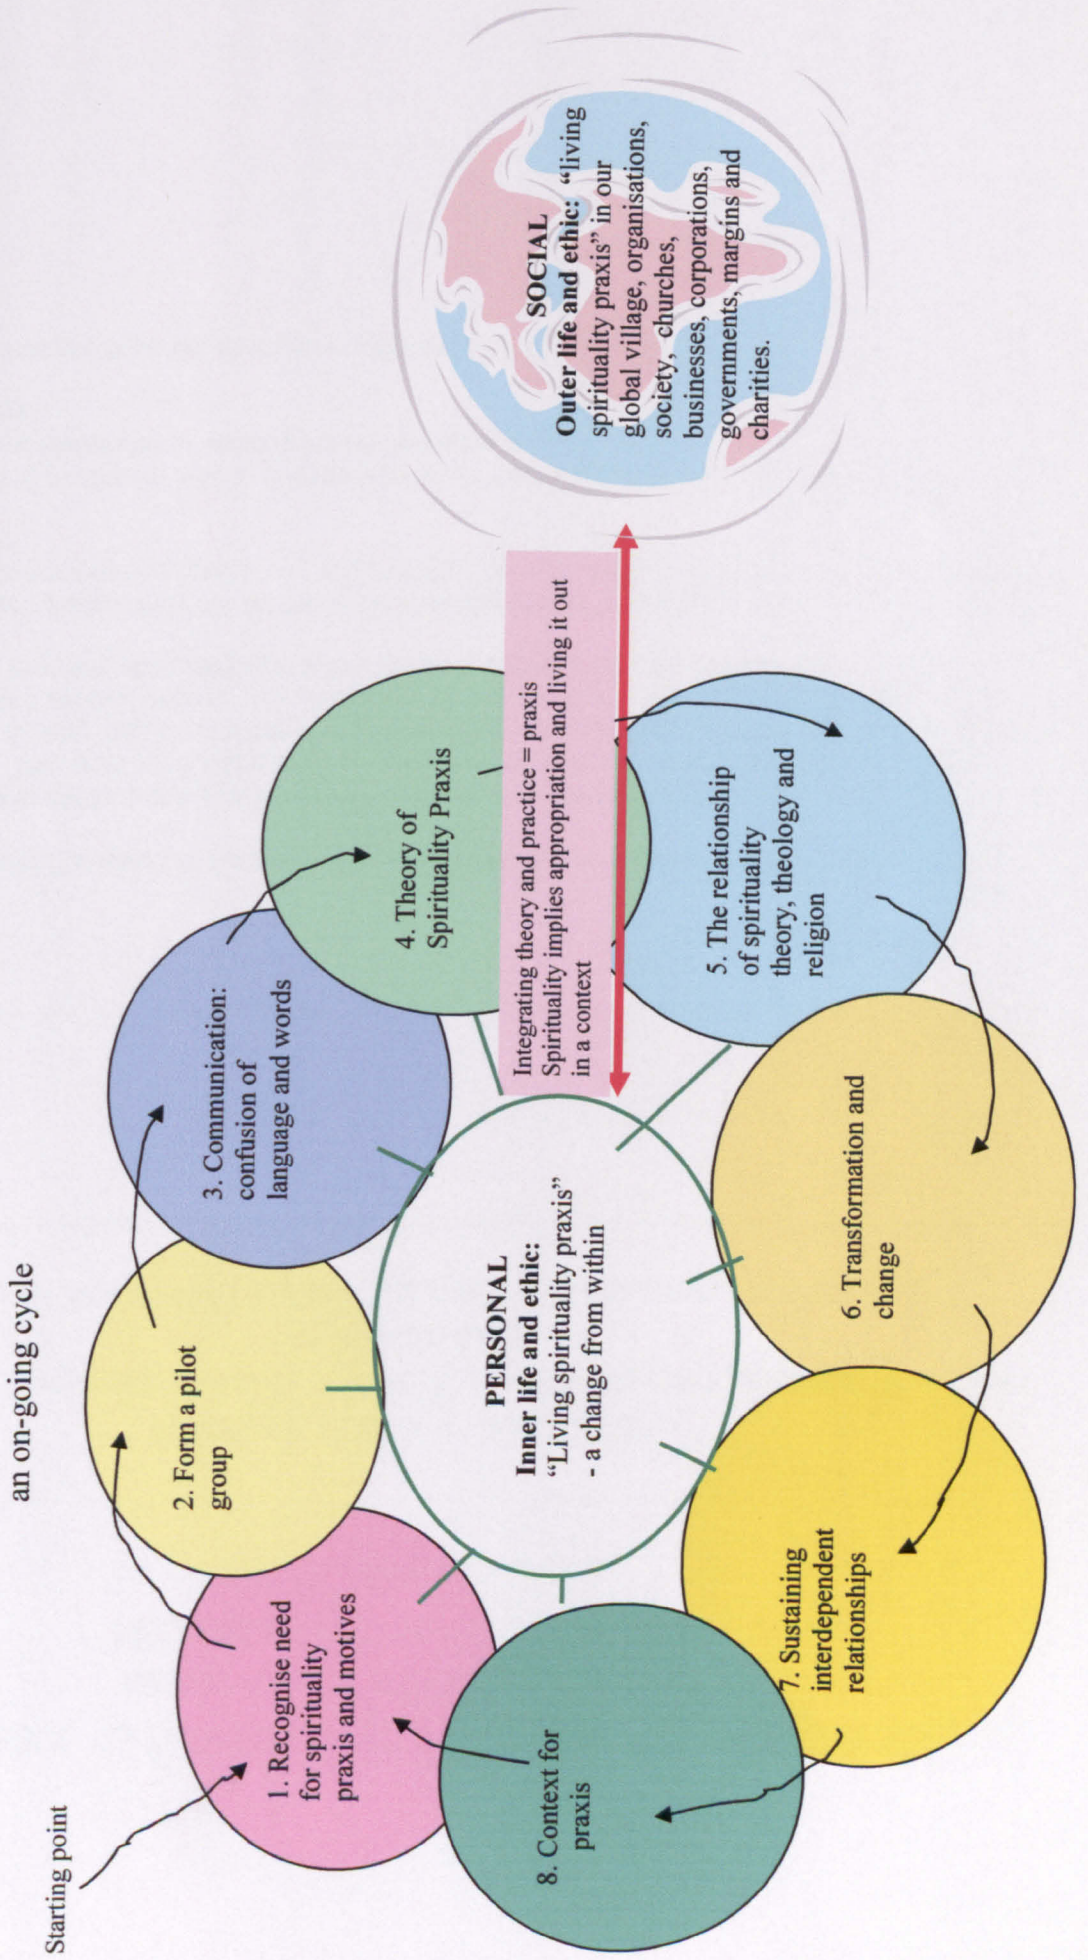 an on-going cycle
Starting point
1. Recognise need
for spirituality
praxis and motives
2. Form a pilot
group
3. Communication:
confusion of
language and words
4. Theory of
Spirituality Praxis
Integrating theory and practice = praxis
Spirituality implies appropriation and living it out
in a context
5. The relationship
of spirituality
theory, theology and
religion
6. Transformation and
change
7. Sustaining
interdependent
relationships
8. Context for
praxis
PERSONAL
Inner life and ethic:
“Living spirituality praxis”
- a change from within
SOCIAL
Outer life and ethic: “living
spirituality praxis” in our
global village, organisations,
society, churches,
businesses, corporations,
governments, margins and
charities.